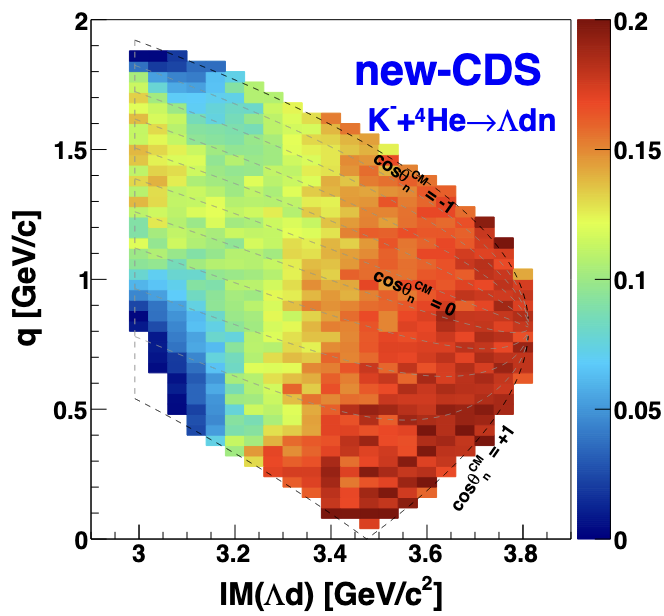 new-CDS
K⁻+⁴He→Λdn
cosθₙᶜᴹ = -1
cosθₙᶜᴹ = 0
cosθₙᶜᴹ = +1
q [GeV/c]
2
1.5
1
0.5
0
3
3.2
3.4
3.6
3.8
IM(Λd) [GeV/c²]
0.2
0.15
0.1
0.05
0